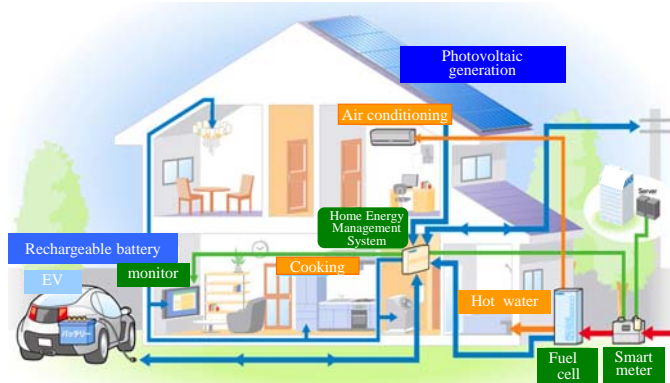 Photovoltaic
generation
Air conditioning
Server
Home Energy
Management
System
Rechargeable battery
monitor
Cooking
EV
Hot water
バッテリー
Fuel
cell
Smart
meter